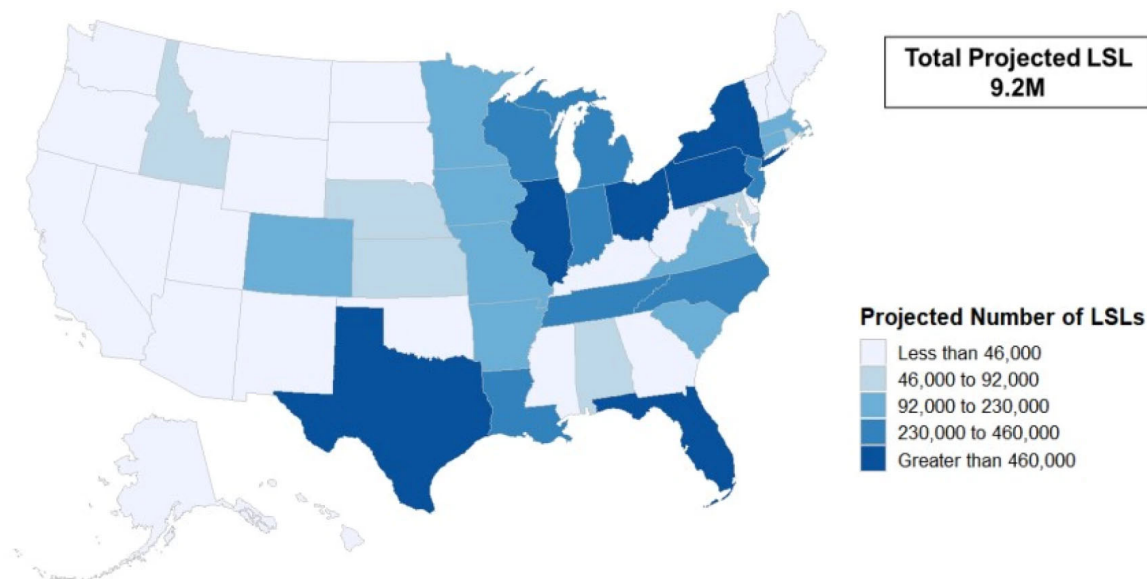 Total Projected LSL
9.2M
Projected Number of LSLs
Less than 46,000
46,000 to 92,000
92,000 to 230,000
230,000 to 460,000
Greater than 460,000